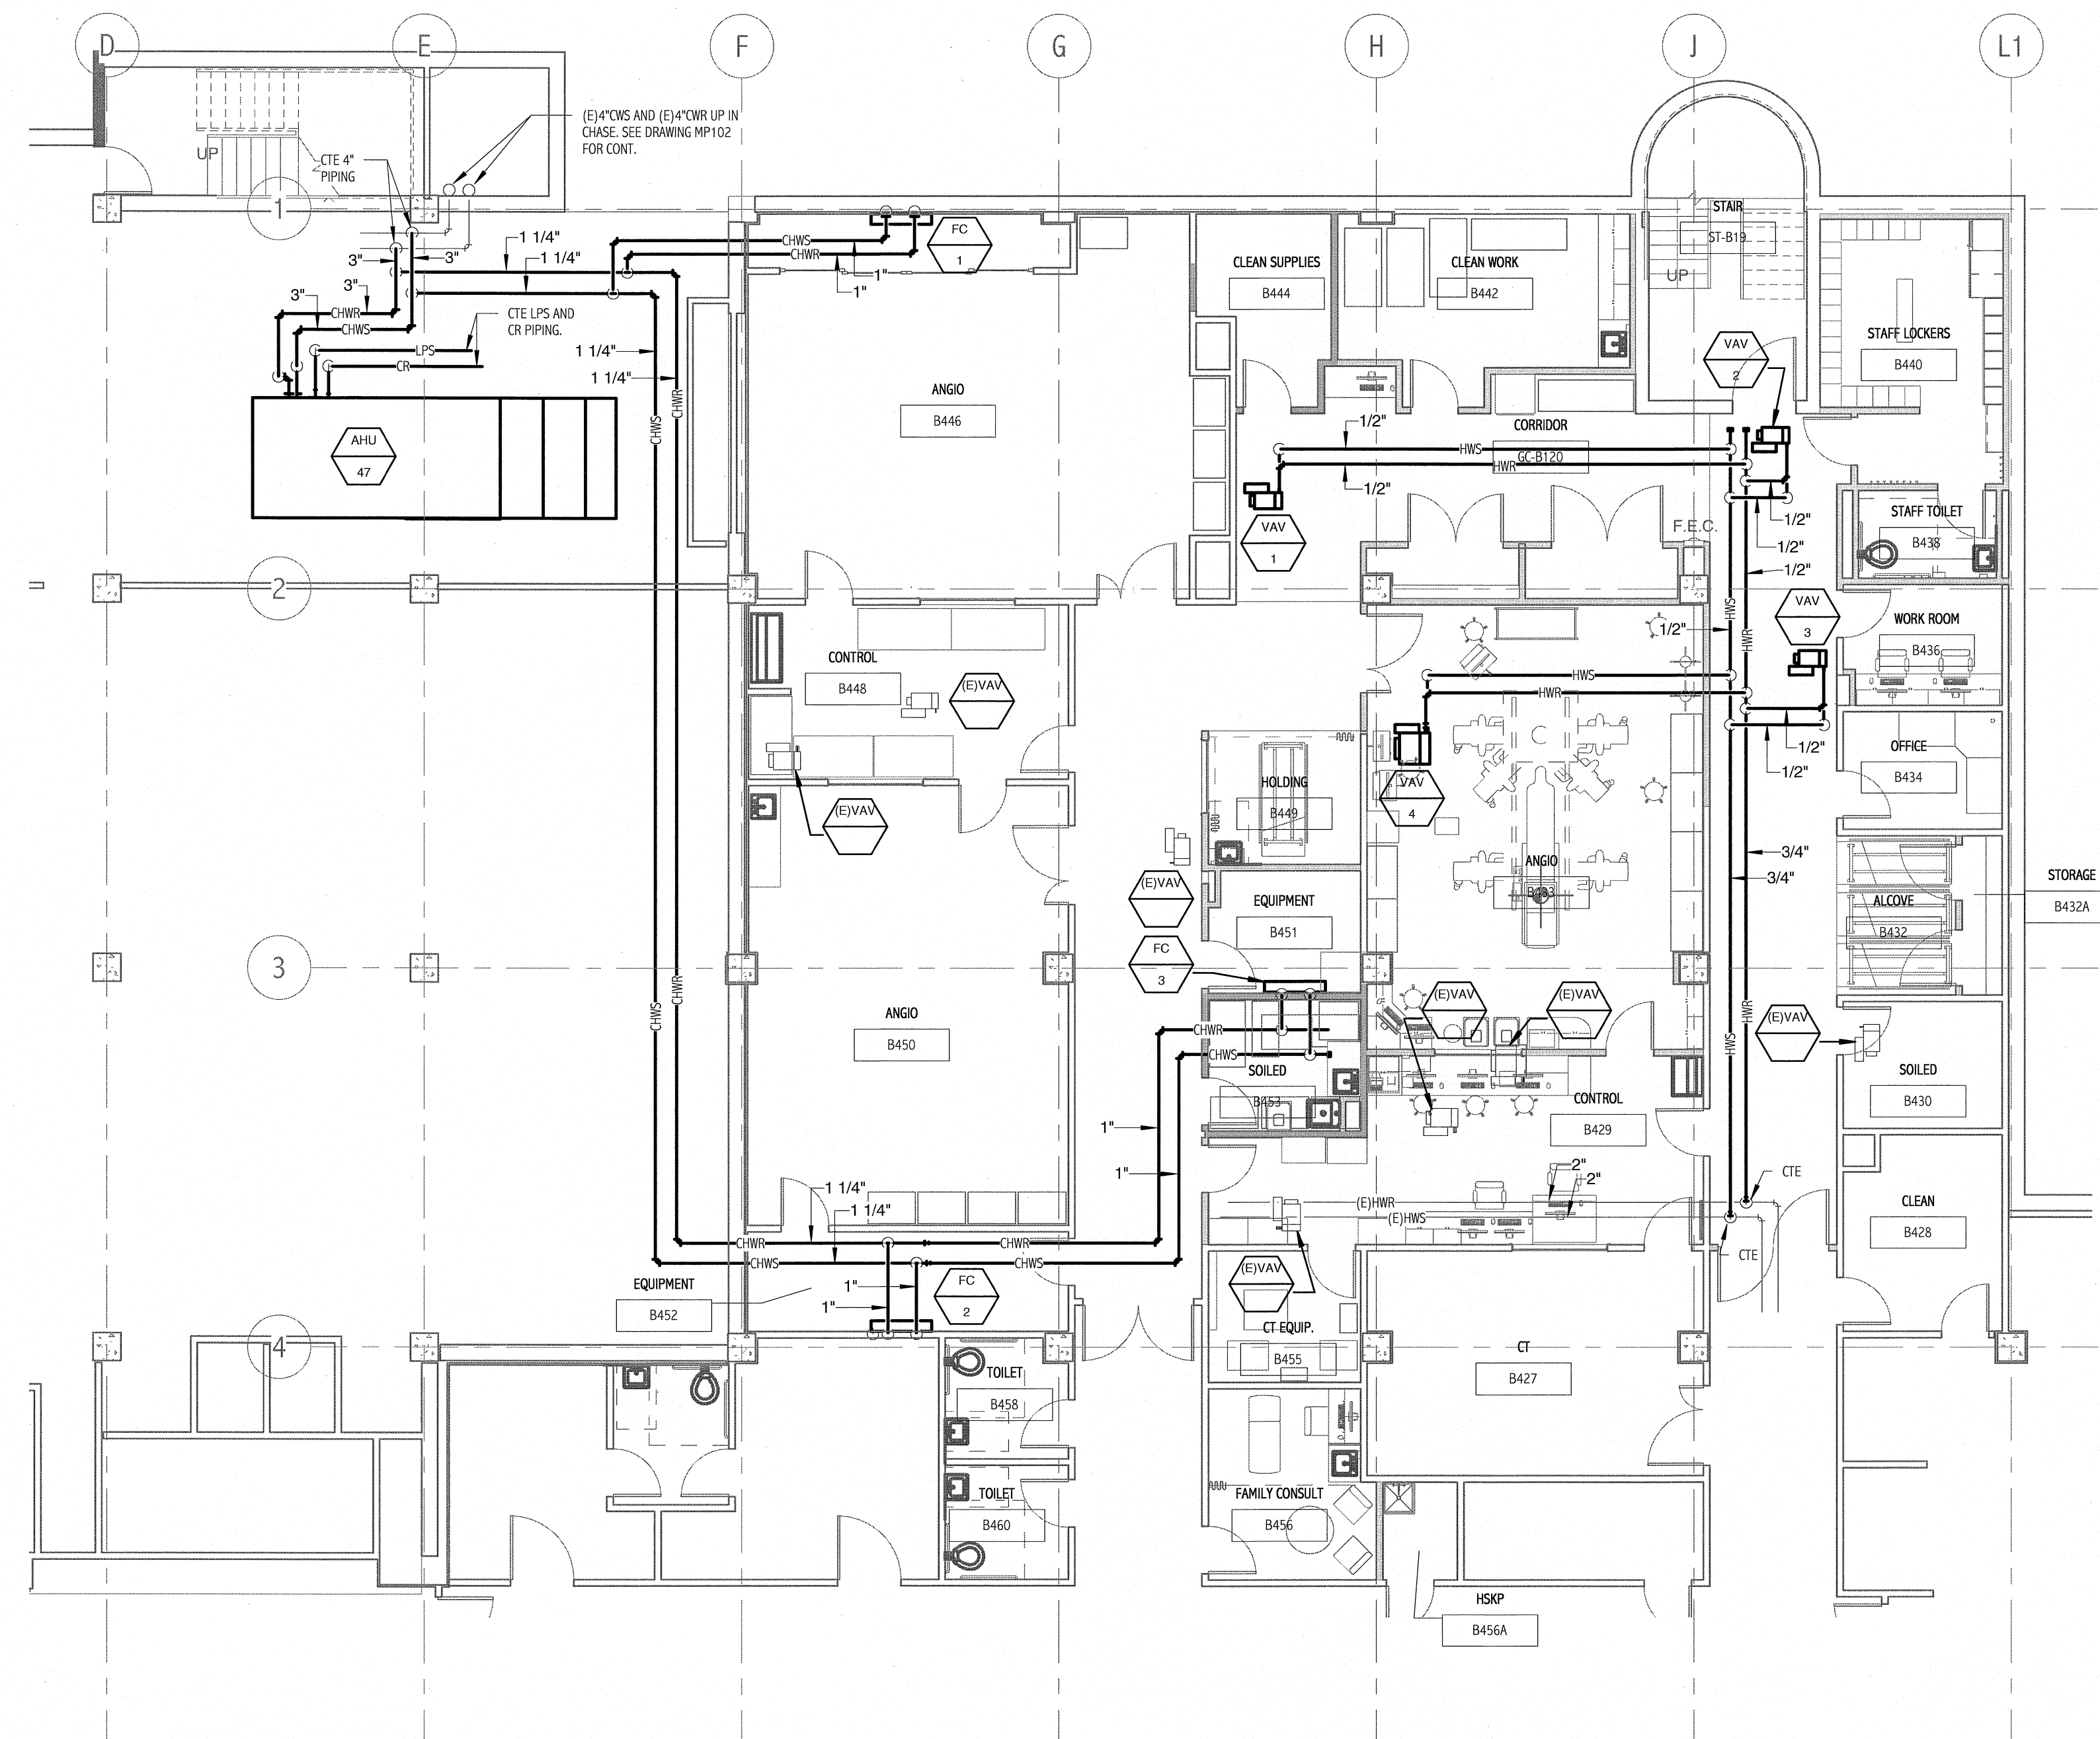 D
E
F
G
H
J
L1
(E)4"CWS AND (E)4"CWR UP IN
CHASE. SEE DRAWING MP102
FOR CONT.
UP
CTE 4"
PIPING
1
STAIR
ST-B19
UP
3"
3"
1 1/4"
1 1/4"
CHWS
CHWR
1"
1"
FC
1
CLEAN SUPPLIES
B444
CLEAN WORK
B442
3"
3"
CHWR
CHWS
CTE LPS AND
CR PIPING.
LPS
CR
1 1/4"
1 1/4"
CHWR
CHWS
STAFF LOCKERS
B440
VAV
2
ANGIO
B446
AHU
47
CORRIDOR
GC-B120
1/2"
HWS
HWR
1/2"
VAV
1
F.E.C.
1/2"
1/2"
1/2"
STAFF TOILET
B438
2
VAV
3
WORK ROOM
B436
HWS
HWR
1/2"
CONTROL
B448
(E)VAV
HWS
HWR
1/2"
1/2"
OFFICE
B434
(E)VAV
HOLDING
B449
VAV
4
C
3/4"
3/4"
ANGIO
B433
STORAGE
B432A
ALCOVE
B432
(E)VAV
EQUIPMENT
B451
FC
3
3
CHWR
CHWS
ANGIO
B450
(E)VAV
(E)VAV
HWR
HWS
(E)VAV
CHWR
CHWS
SOILED
B453
SOILED
B430
CONTROL
B429
1"
1"
2"
2"
CTE
CTE
(E)HWR
(E)HWS
CLEAN
B428
1 1/4"
1 1/4"
CHWR
CHWS
CHWR
CHWS
EQUIPMENT
B452
1"
1"
FC
2
(E)VAV
CT EQUIP.
B455
CT
B427
4
TOILET
B458
TOILET
B460
FAMILY CONSULT
B456
HSKP
B456A